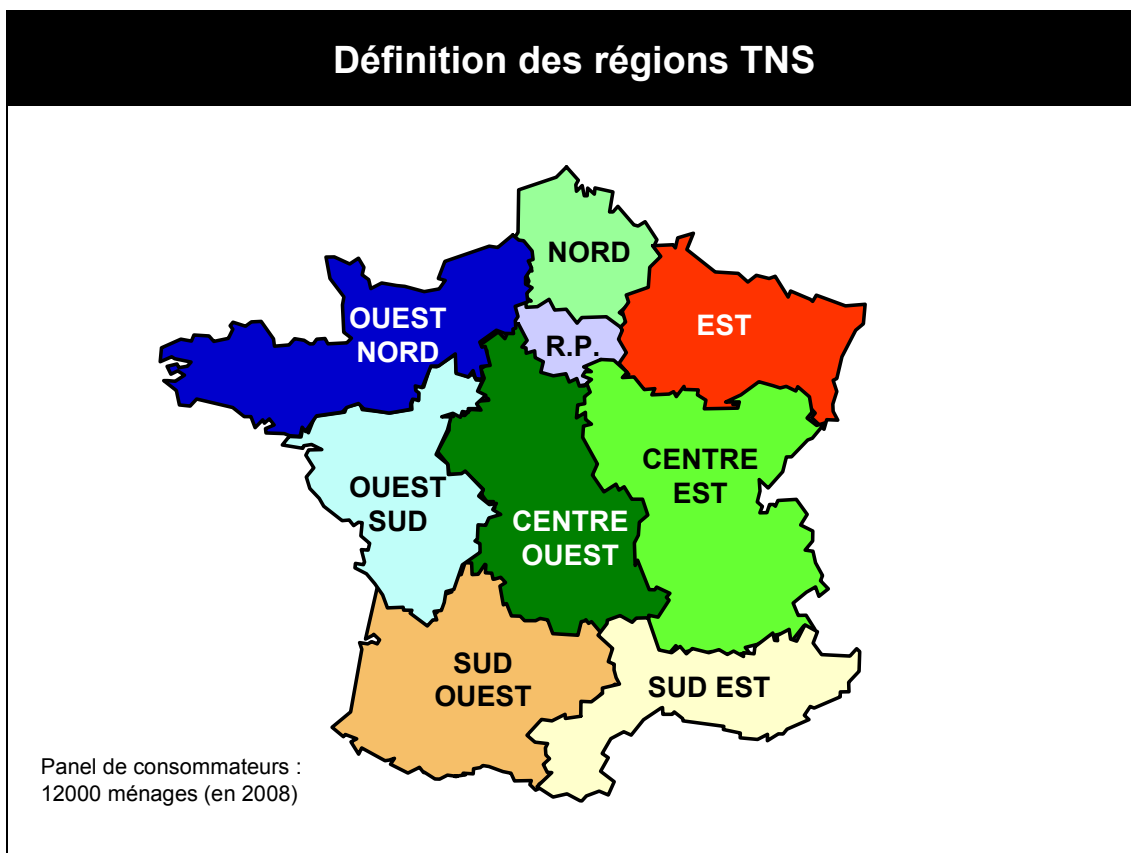 Définition des régions TNS
NORD
OUEST
NORD
R.P.
EST
OUEST
SUD
CENTRE
OUEST
CENTRE
EST
SUD
OUEST
SUD EST
Panel de consommateurs :
12000 ménages (en 2008)